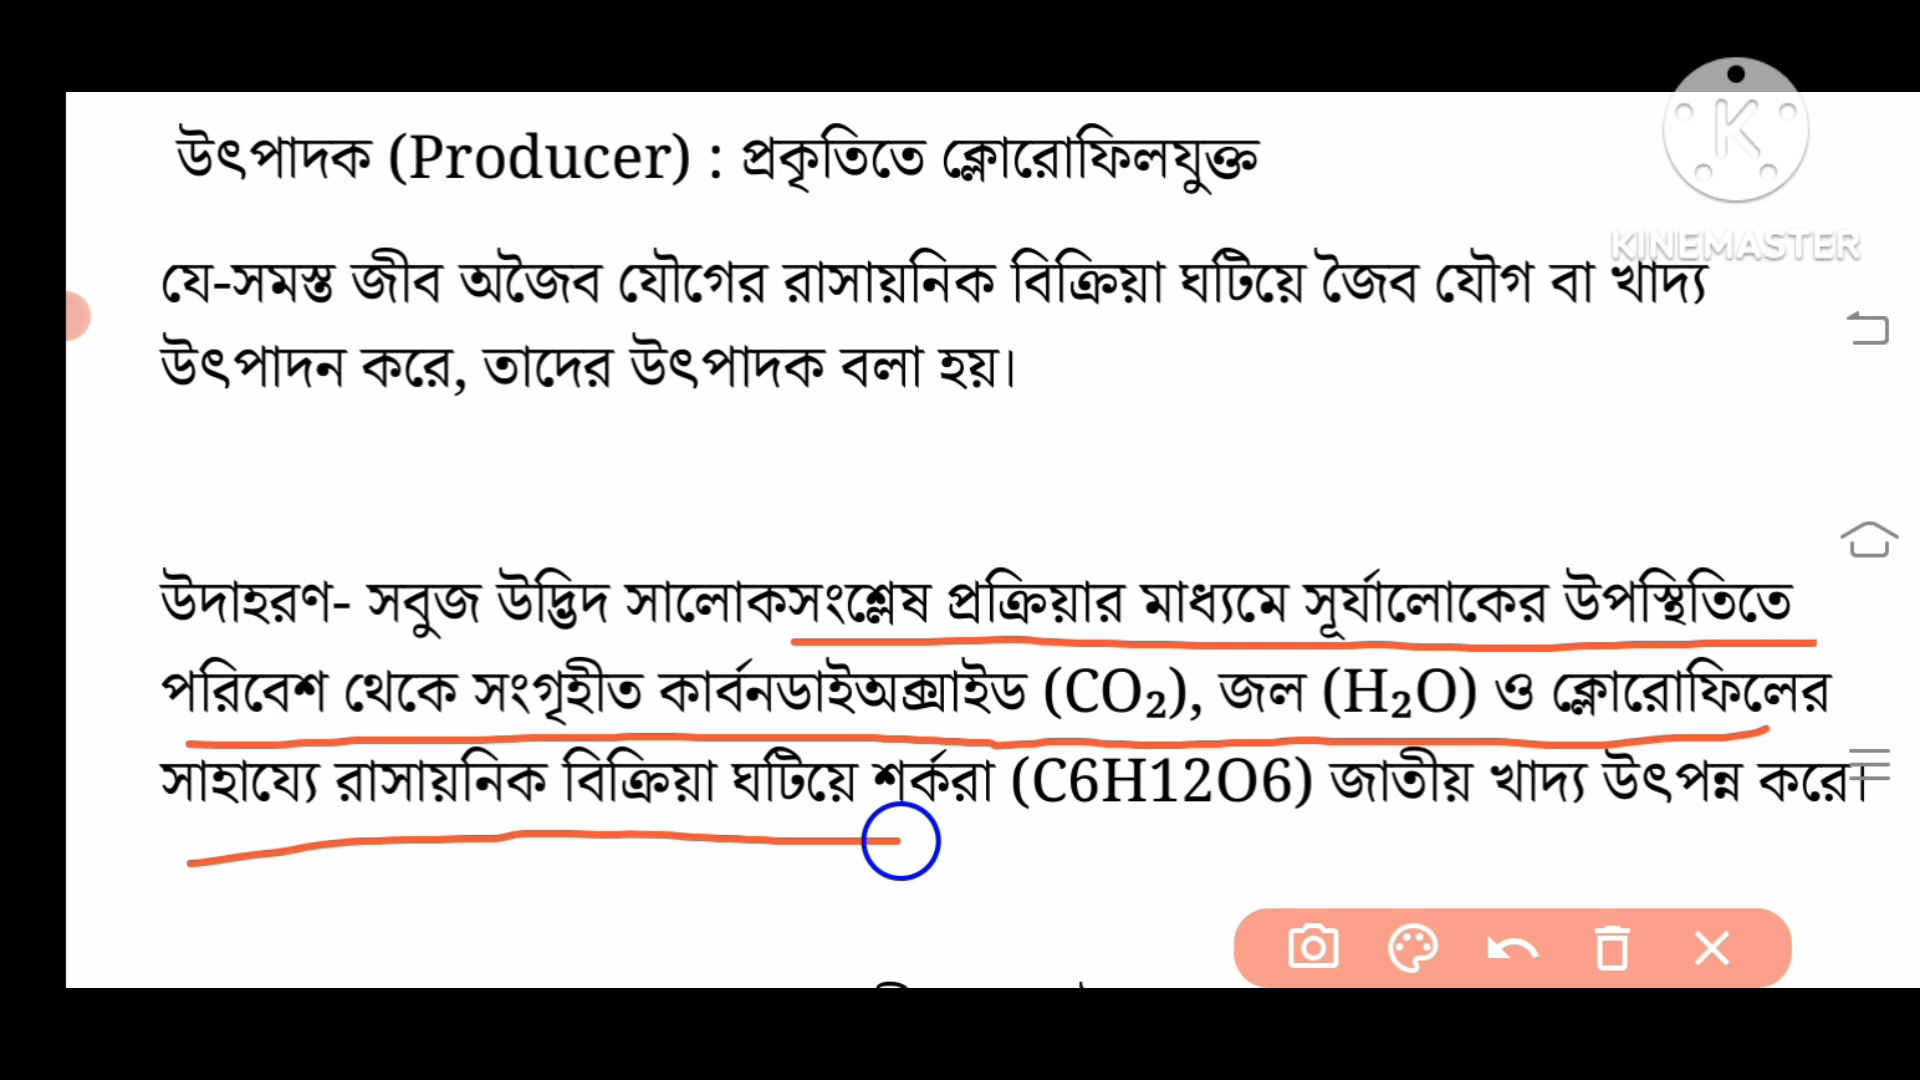 উৎপাদক (Producer) : প্রকৃতিতে ক্লোরোফিলযুক্ত
KINEMASTER
যে-সমস্ত জীব অজৈব যৌগের রাসায়নিক বিক্রিয়া ঘটিয়ে জৈব যৌগ বা খাদ্য
উৎপাদন করে, তাদের উৎপাদক বলা হয়।
উদাহরণ- সবুজ উদ্ভিদ সালোকসংশ্লেষ প্রক্রিয়ার মাধ্যমে সূর্যালোকের উপস্থিতিতে
পরিবেশ থেকে সংগৃহীত কার্বনডাইঅক্সাইড (CO₂), জল (H₂O) ও ক্লোরোফিলের
সাহায্যে রাসায়নিক বিক্রিয়া ঘটিয়ে শর্করা (C6H12O6) জাতীয় খাদ্য উৎপন্ন করে।